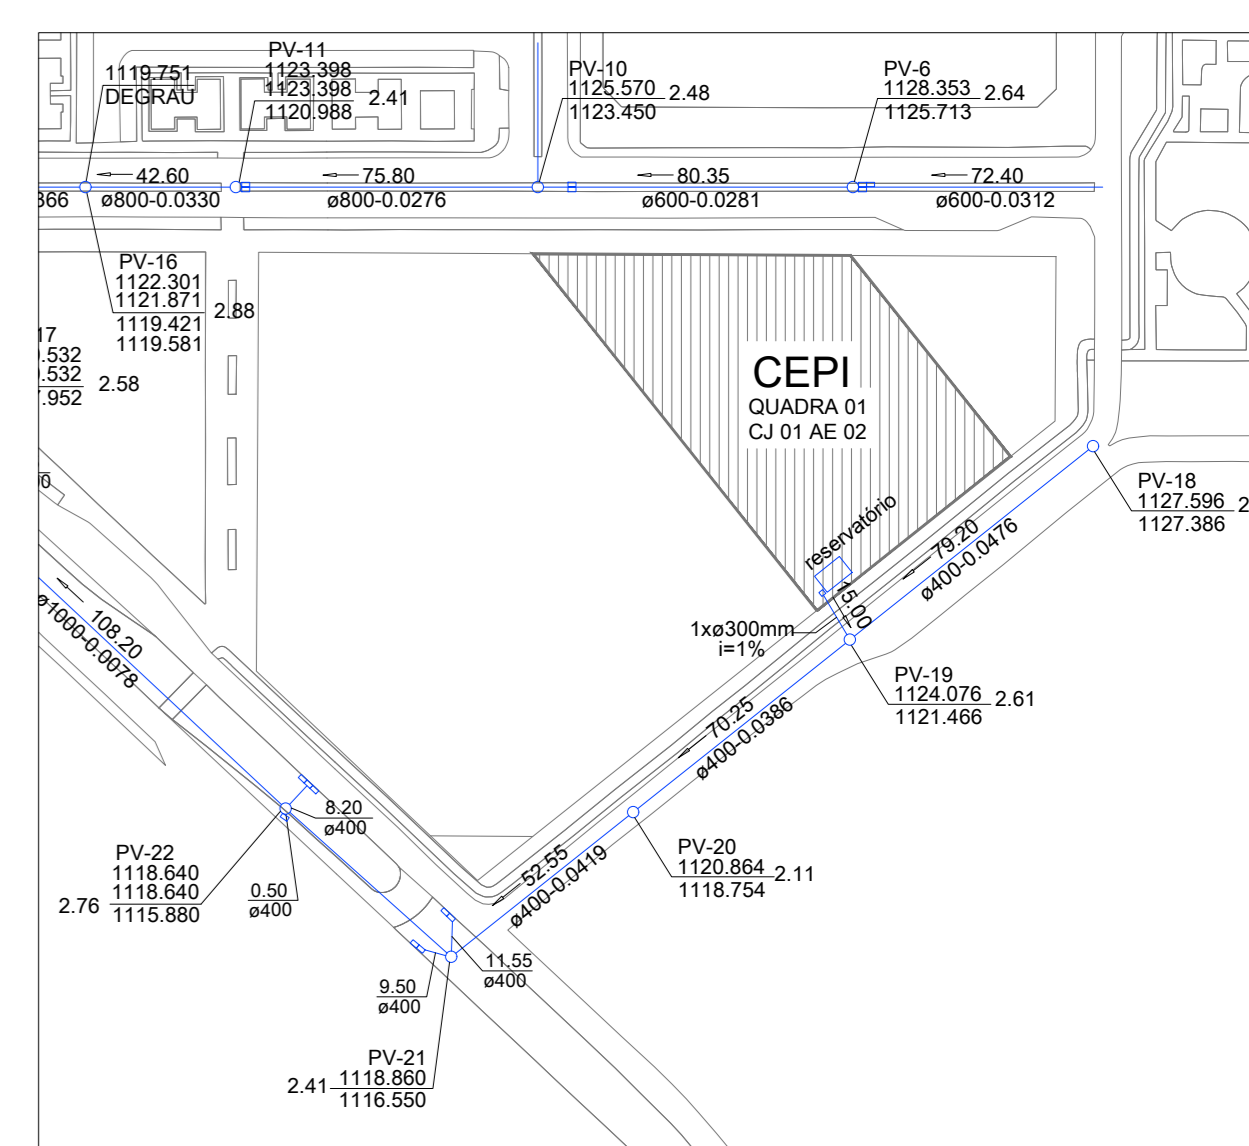 PV-11
1123.398
1123.398
2.41
1120.988
1119.751
DEGRAU
PV-10
1125.570
2.48
1123.450
PV-6
1128.353
2.64
1125.713
42.60
ø800-0.0330
75.80
ø800-0.0276
80.35
ø600-0.0281
72.40
ø600-0.0312
PV-16
1122.301
1121.871
2.88
1119.421
1119.581
2.58
CEPI
QUADRA 01
CJ 01 AE 02
PV-18
1127.596
1127.386
reservatório
79.20
ø400-0.0476
15.00
1xø300mm
i=1%
PV-19
1124.076
2.61
1121.466
108.20
ø1000-0.0078
70.25
ø400-0.0386
8.20
ø400
PV-22
1118.640
1118.640
2.76
1115.880
0.50
ø400
52.55
ø400-0.0419
PV-20
1120.864
2.11
1118.754
11.55
ø400
9.50
ø400
PV-21
1118.860
2.41
1116.550